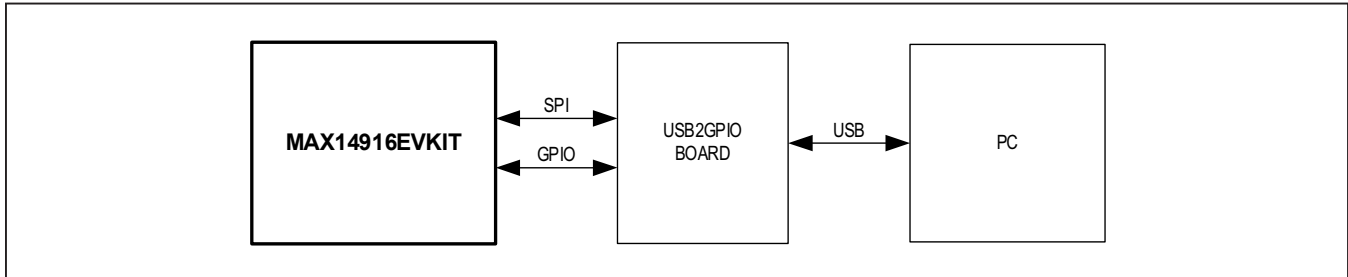 MAX14916EVKIT
SPI
GPIO
USB2GPIO
BOARD
USB
PC